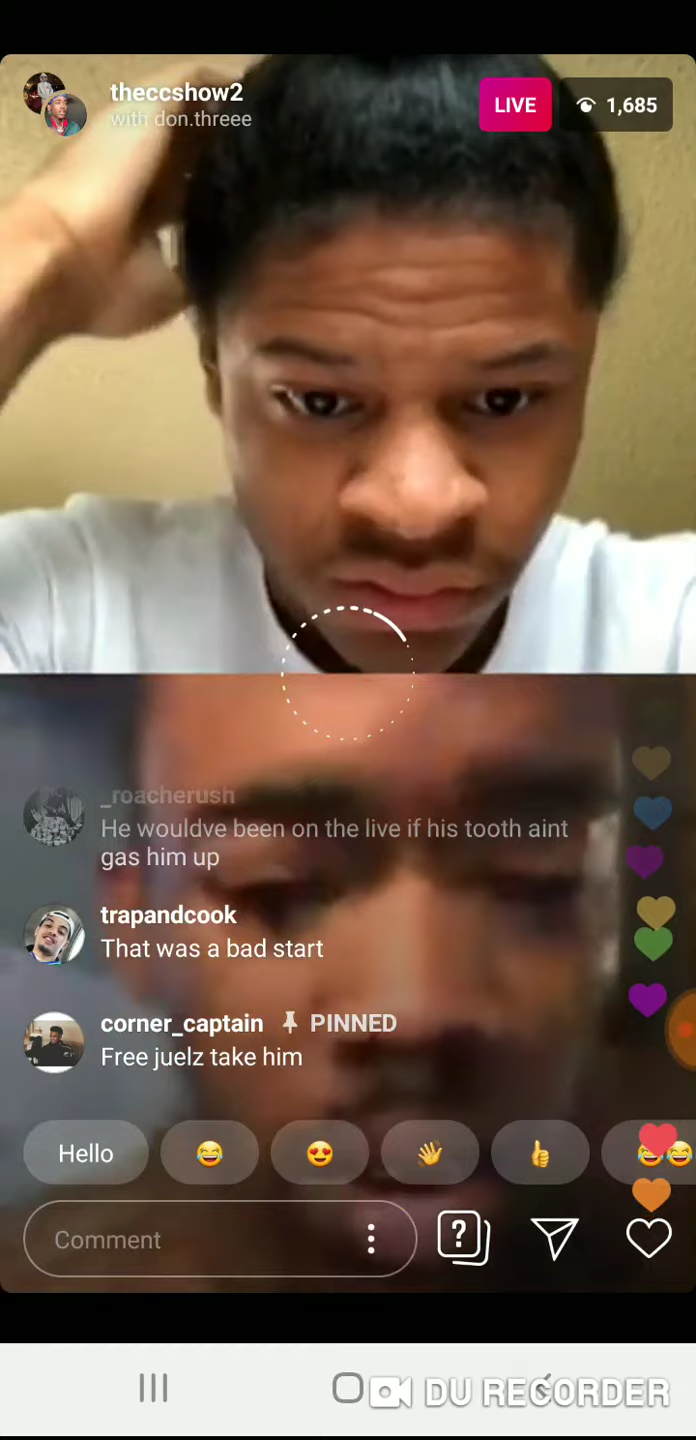 theccshow2
with don.threee
LIVE
1,685
_roacherush
He wouldve been on the live if his tooth aint
gas him up
trapandcook
That was a bad start
corner_captain PINNED
Free juelz take him
Hello
Comment
?
DU RECORDER